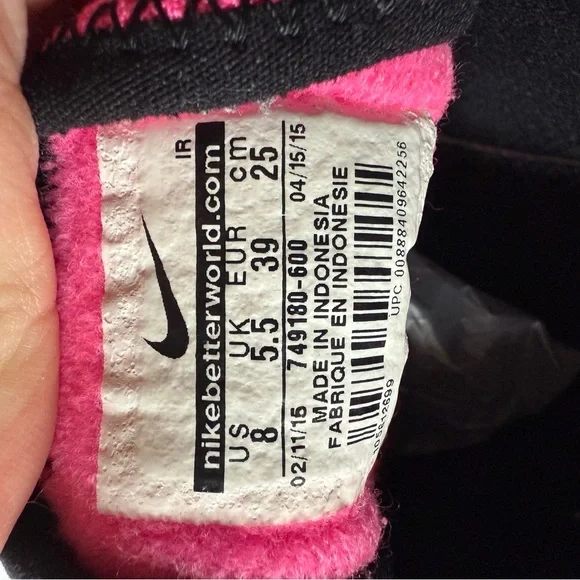 IR
nikebetterworld.com
US UK EUR cm
8 5.5 39 25
02/11/15 749180-600 04/15/15
MADE IN INDONESIA
FABRIQUE EN INDONESIE
UPC 00888409642256